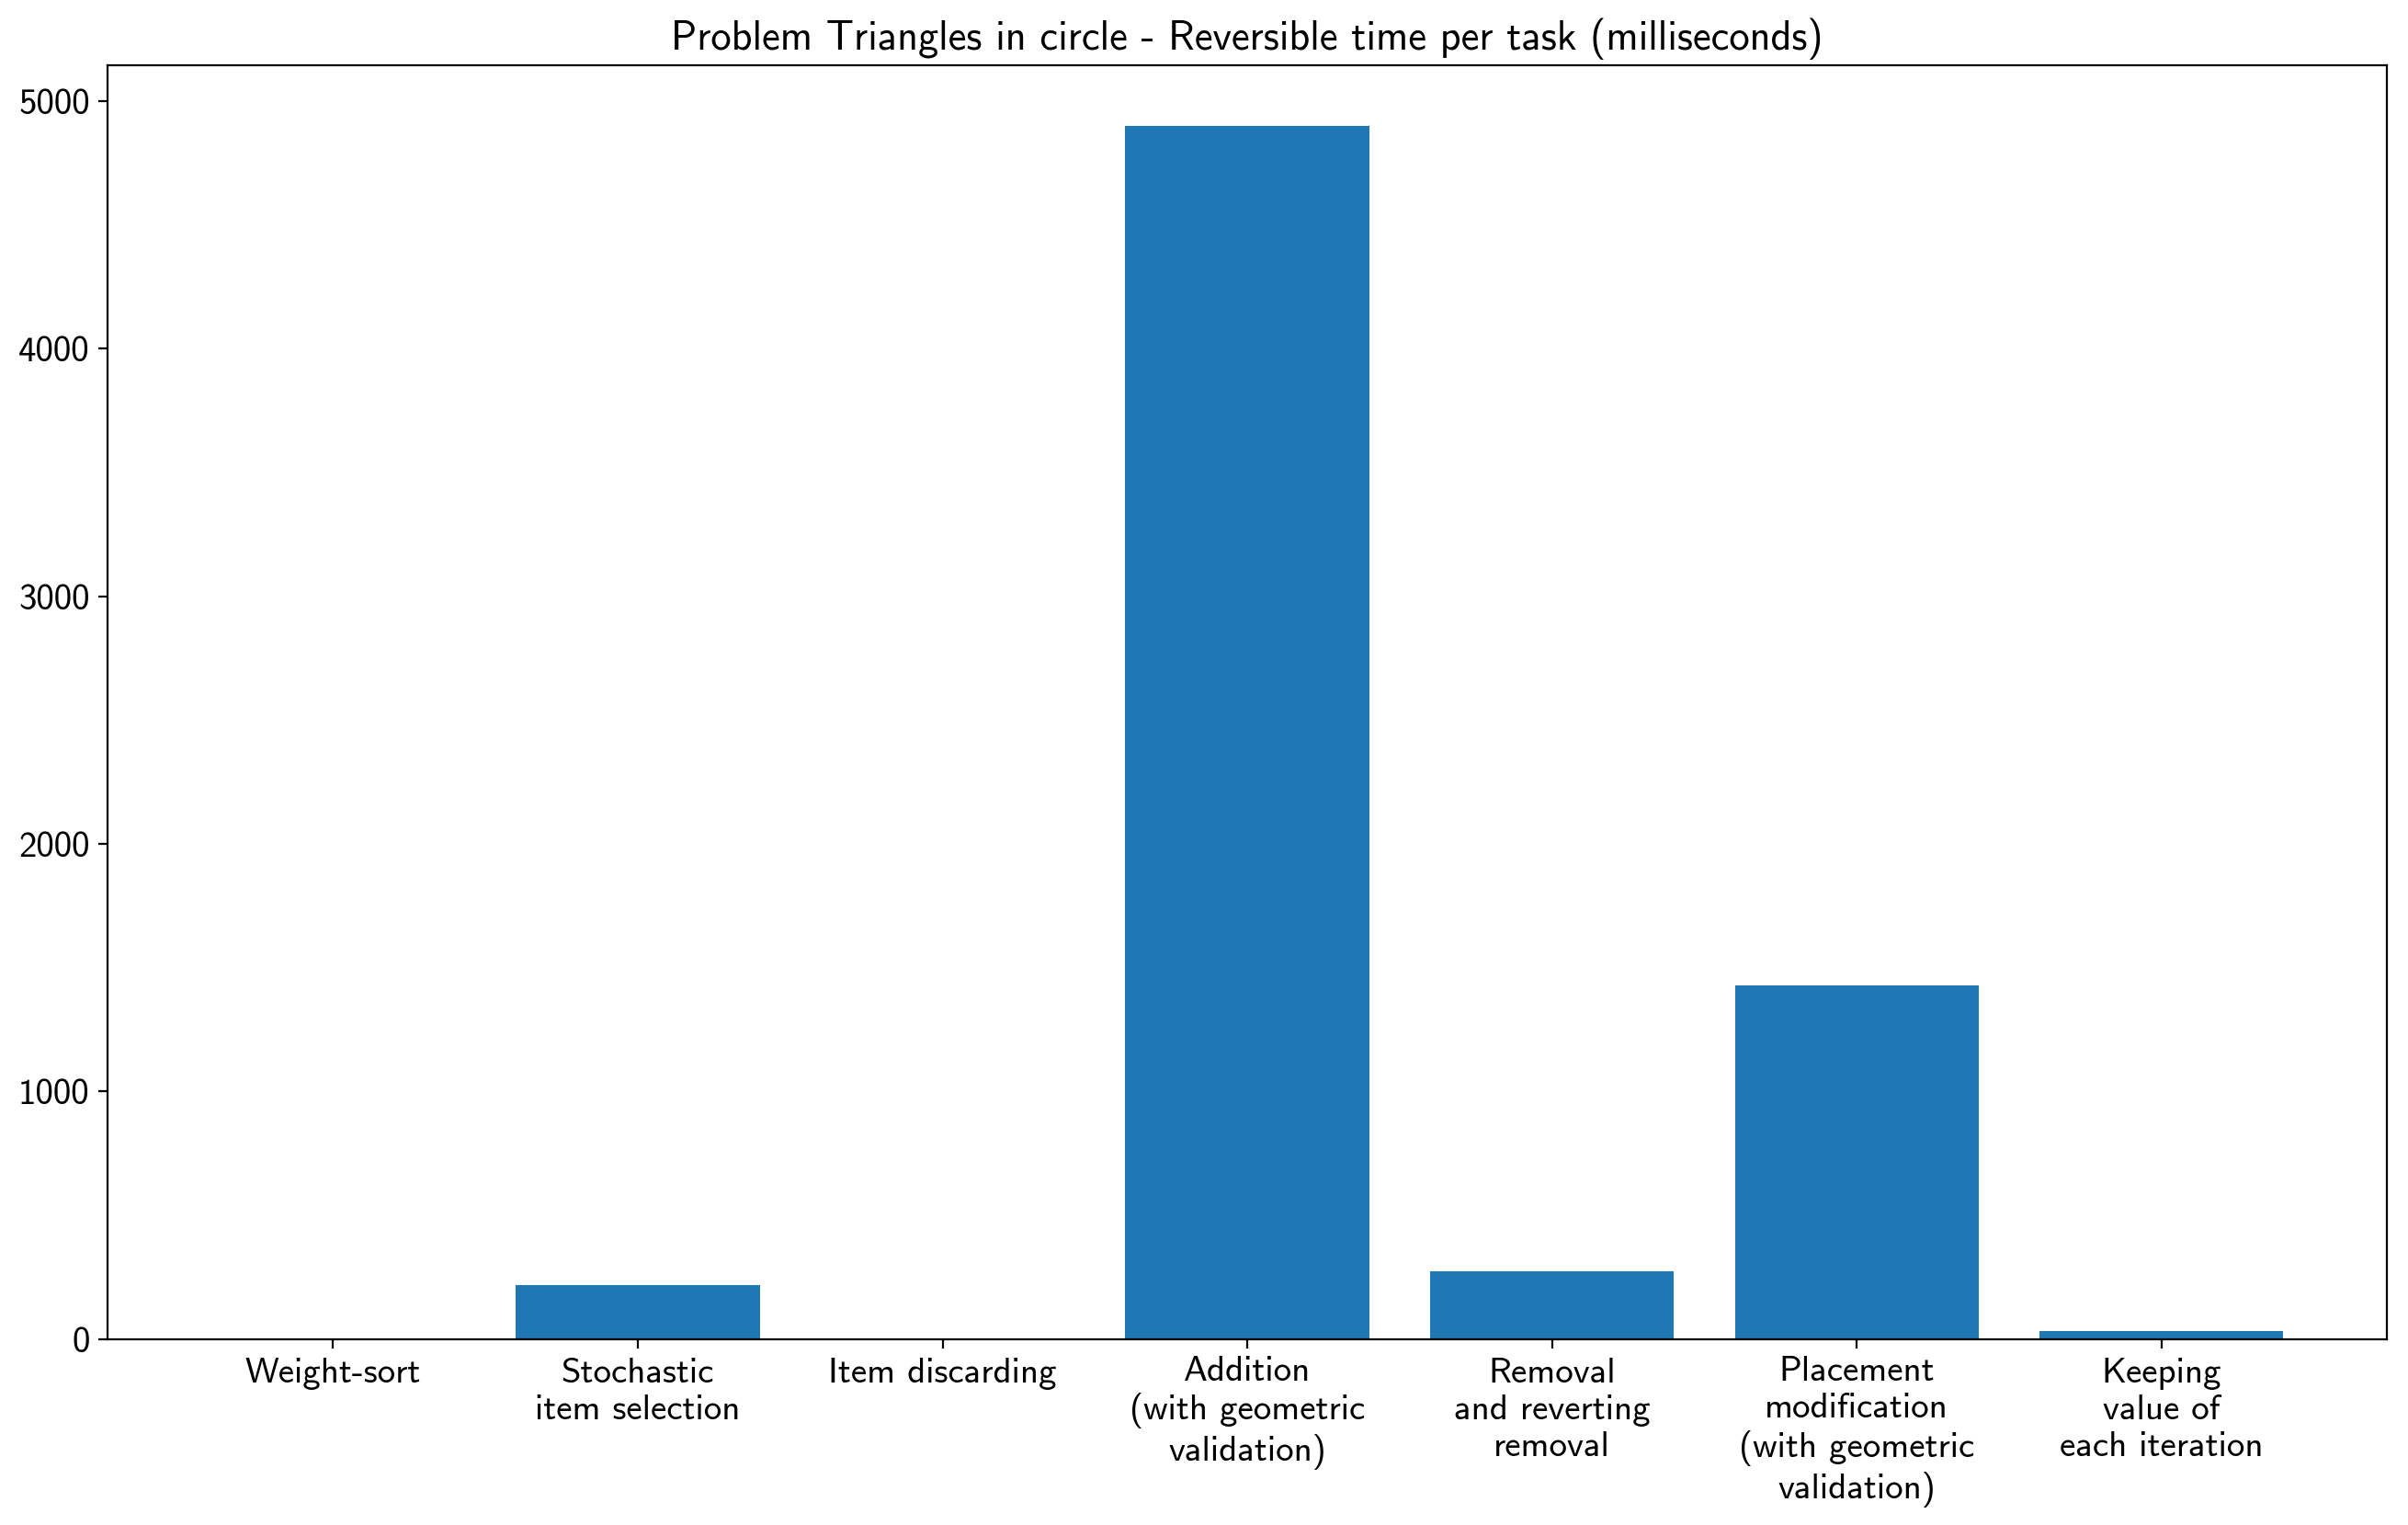 Problem Triangles in circle - Reversible time per task (milliseconds)
5000
4000
3000
2000
1000
0
Weight-sort
Stochastic
item selection
Item discarding
Addition
(with geometric
validation)
Removal
and reverting
removal
Placement
modification
(with geometric
validation)
Keeping
value of
each iteration